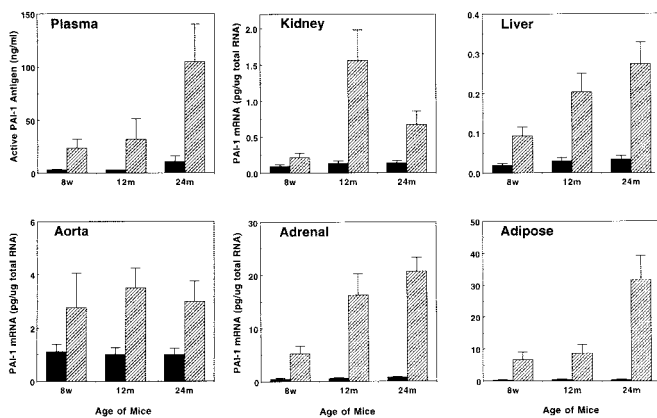 Plasma
Active PAI-1 Antigen (ng/ml)
150
100
50
0
8w
12m
24m
Kidney
PAI-1 mRNA (pg/ug total RNA)
2.0
1.5
1.0
0.5
0.0
8w
12m
24m
Liver
0.4
0.3
0.2
0.1
0.0
8w
12m
24m
Aorta
PAI-1 mRNA (pg/ug total RNA)
6
4
2
0
8w
12m
24m
Age of Mice
Adrenal
PAI-1 mRNA (pg/ug total RNA)
30
20
10
0
8w
12m
24m
Age of Mice
Adipose
50
40
30
20
10
0
8w
12m
24m
Age of Mice